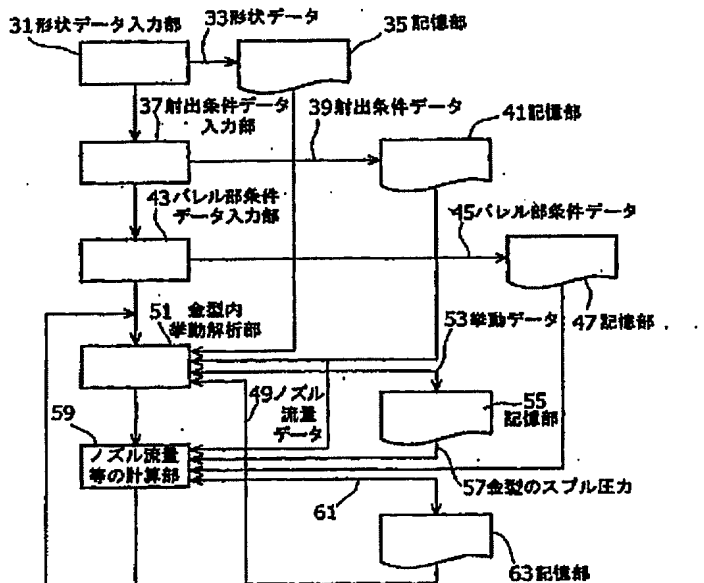 31形状データ入力部
33形状データ
35記憶部
37射出条件データ
入力部
39射出条件データ
41記憶部
43バレル部条件
データ入力部
45バレル部条件データ
47記憶部
51 金型内
挙動解析部
53挙動データ
49ノズル
流量
データ
55
記憶部
59
ノズル流量
等の計算部
57金型のスプル圧力
61
63記憶部